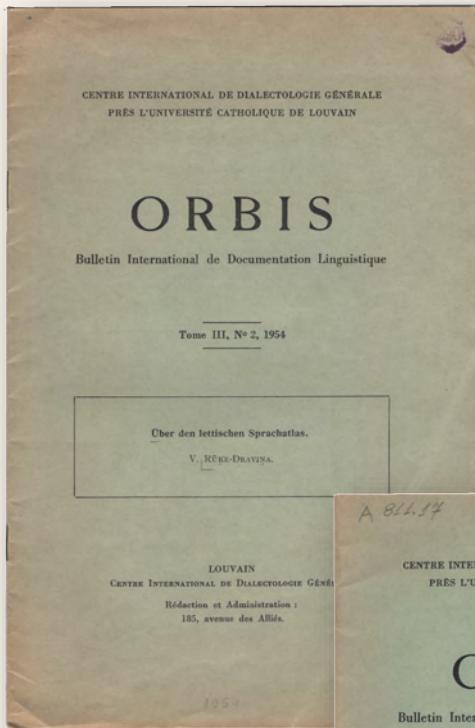 CENTRE INTERNATIONAL DE DIALECTOLOGIE GÉNÉRALE
PRÈS L'UNIVERSITÉ CATHOLIQUE DE LOUVAIN
ORBIS
Bulletin International de Documentation Linguistique
Tome III, No 2, 1954
Über den lettischen Sprachatlas.
V. RŪĶE-DRAVIŅA.
LOUVAIN
CENTRE INTERNATIONAL DE DIALECTOLOGIE GÉNÉ
Rédaction et Administration :
185, avenue des Alliés.
1954
A 811.17
CENTRE INTE
PRÈS L'U
O
Bulletin Inter